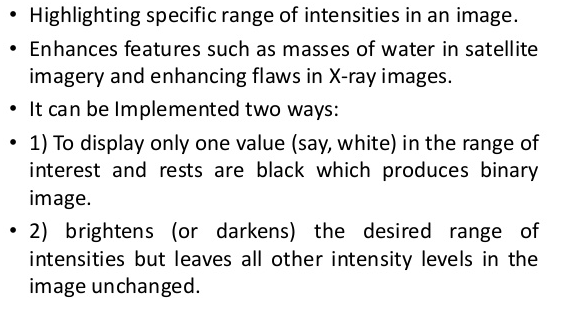 • Highlighting specific range of intensities in an image.
• Enhances features such as masses of water in satellite
imagery and enhancing flaws in X-ray images.
• It can be Implemented two ways:
• 1) To display only one value (say, white) in the range of
interest and rests are black which produces binary
image.
• 2) brightens (or darkens) the desired range of
intensities but leaves all other intensity levels in the
image unchanged.